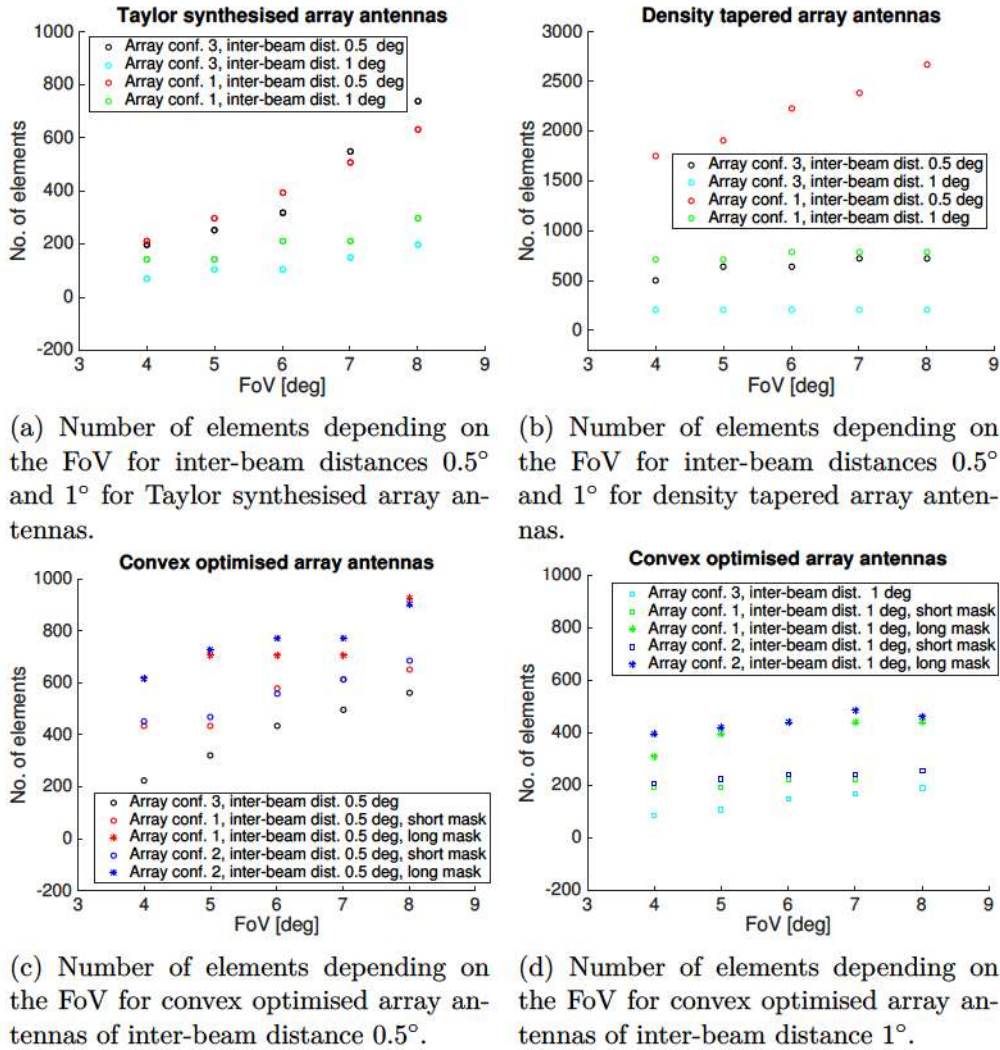 Taylor synthesised array antennas
1000
800
600
400
200
0
-200
No. of elements
Array conf. 3, inter-beam dist. 0.5 deg
Array conf. 3, inter-beam dist. 1 deg
Array conf. 1, inter-beam dist. 0.5 deg
Array conf. 1, inter-beam dist. 1 deg
3 4 5 6 7 8 9
FoV [deg]
(a) Number of elements depending on
the FoV for inter-beam distances 0.5°
and 1° for Taylor synthesised array an-
tennas.
Density tapered array antennas
3000
2500
2000
1500
1000
500
0
No. of elements
Array conf. 3, inter-beam dist. 0.5 deg
Array conf. 3, inter-beam dist. 1 deg
Array conf. 1, inter-beam dist. 0.5 deg
Array conf. 1, inter-beam dist. 1 deg
3 4 5 6 7 8 9
FoV [deg]
(b) Number of elements depending on
the FoV for inter-beam distances 0.5°
and 1° for density tapered array anten-
nas.
Convex optimised array antennas
1000
800
600
400
200
0
-200
No. of elements
Array conf. 3, inter-beam dist. 0.5 deg
Array conf. 1, inter-beam dist. 0.5 deg, short mask
Array conf. 1, inter-beam dist. 0.5 deg, long mask
Array conf. 2, inter-beam dist. 0.5 deg, short mask
Array conf. 2, inter-beam dist. 0.5 deg, long mask
3 4 5 6 7 8 9
FoV [deg]
(c) Number of elements depending on
the FoV for convex optimised array an-
tennas of inter-beam distance 0.5°.
Convex optimised array antennas
1000
800
600
400
200
0
-200
No. of elements
Array conf. 3, inter-beam dist. 1 deg
Array conf. 1, inter-beam dist. 1 deg, short mask
Array conf. 1, inter-beam dist. 1 deg, long mask
Array conf. 2, inter-beam dist. 1 deg, short mask
Array conf. 2, inter-beam dist. 1 deg, long mask
3 4 5 6 7 8 9
FoV [deg]
(d) Number of elements depending on
the FoV for convex optimised array an-
tennas of inter-beam distance 1°.